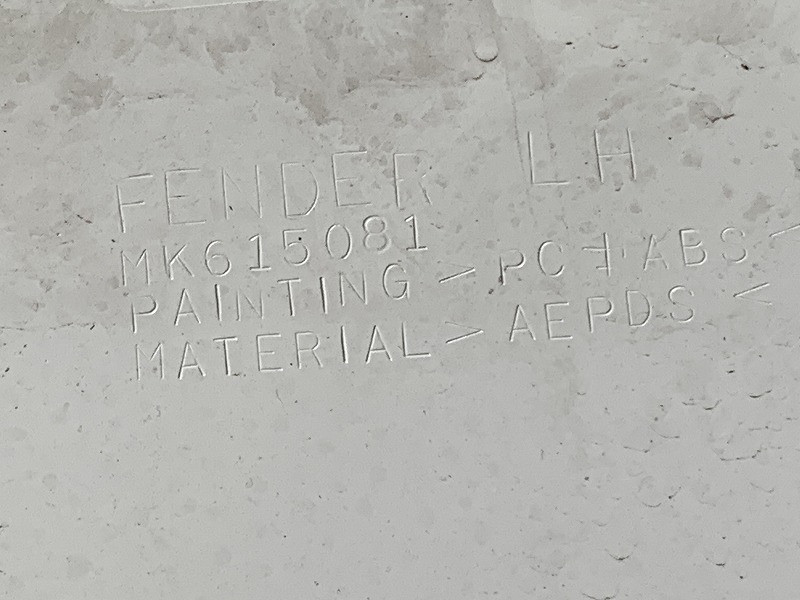 FENDER LH
MK615081
PAINTING > PC+ABS <
MATERIAL > AEPDS <